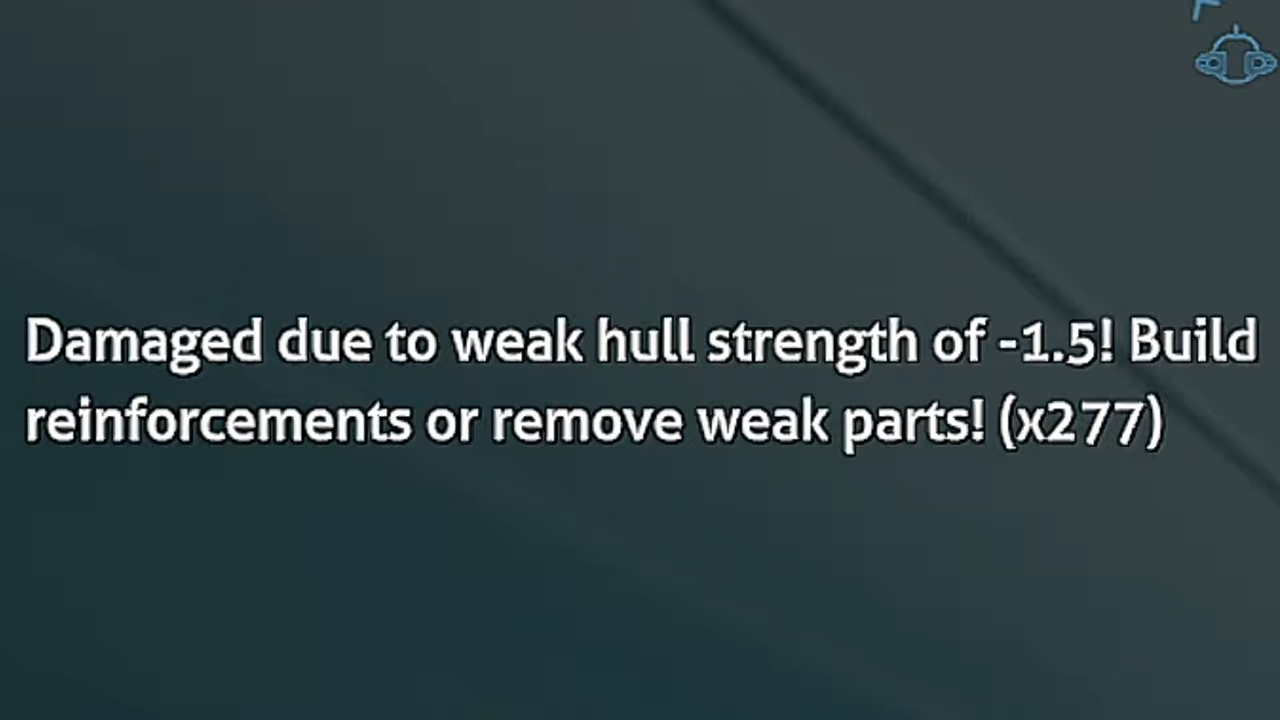 Damaged due to weak hull strength of -1.5! Build
reinforcements or remove weak parts! (x277)